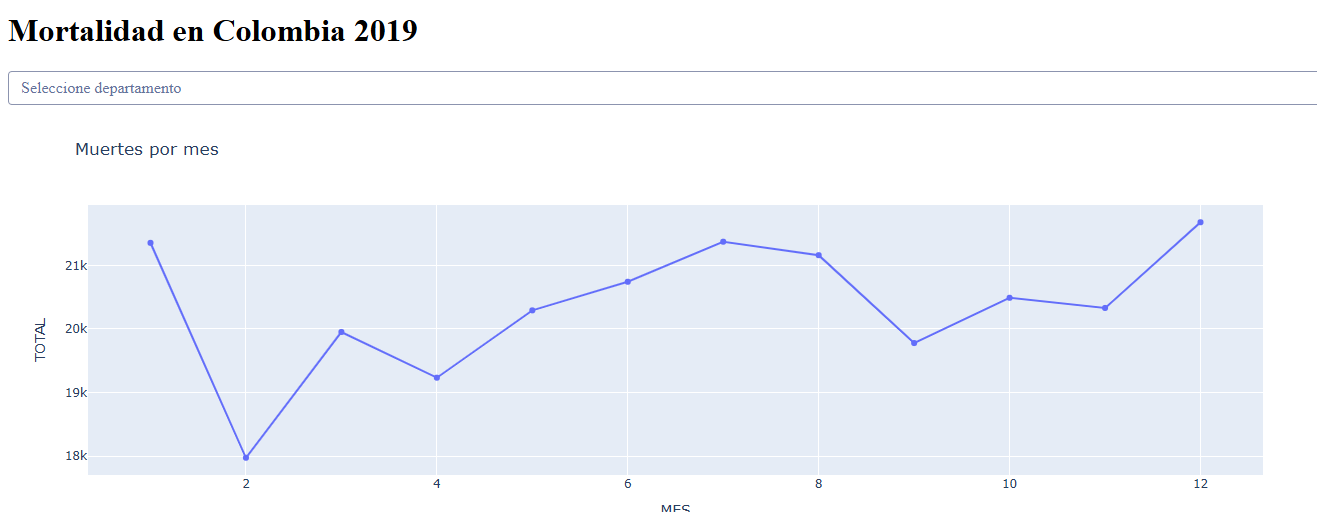 Mortalidad en Colombia 2019
Seleccione departamento
Muertes por mes
21k
20k
19k
18k
TOTAL
2 4 6 8 10 12
MES